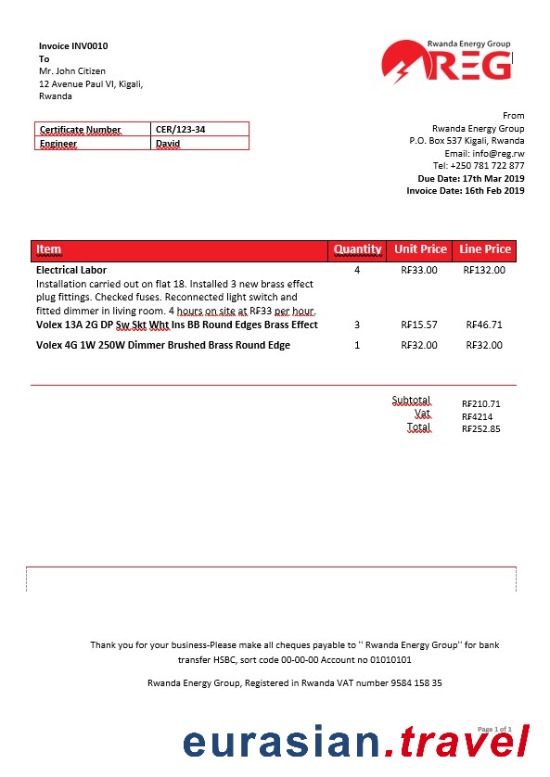 Invoice INV0010
To
Mr. John Citizen
12 Avenue Paul VI, Kigali,
Rwanda
Rwanda Energy Group
REG
Certificate Number CER/123-34
Engineer David
From
Rwanda Energy Group
P.O. Box 537 Kigali, Rwanda
Email: info@reg.rw
Tel: +250 781 722 877
Due Date: 17th Mar 2019
Invoice Date: 16th Feb 2019
Item Quantity Unit Price Line Price
Electrical Labor 4 RF33.00 RF132.00
Installation carried out on flat 18. Installed 3 new brass effect
plug fittings. Checked fuses. Reconnected light switch and
fitted dimmer in living room. 4 hours on site at RF33 per hour.
Volex 13A 2G DP Sw Skt Wht Ins BB Round Edges Brass Effect 3 RF15.57 RF46.71
Volex 4G 1W 250W Dimmer Brushed Brass Round Edge 1 RF32.00 RF32.00
Subtotal RF210.71
Vat RF4214
Total RF252.85
Thank you for your business-Please make all cheques payable to '' Rwanda Energy Group'' for bank
transfer HSBC, sort code 00-00-00 Account no 01010101
Rwanda Energy Group, Registered in Rwanda VAT number 9584 158 35
Page 1 of 1
eurasian.travel